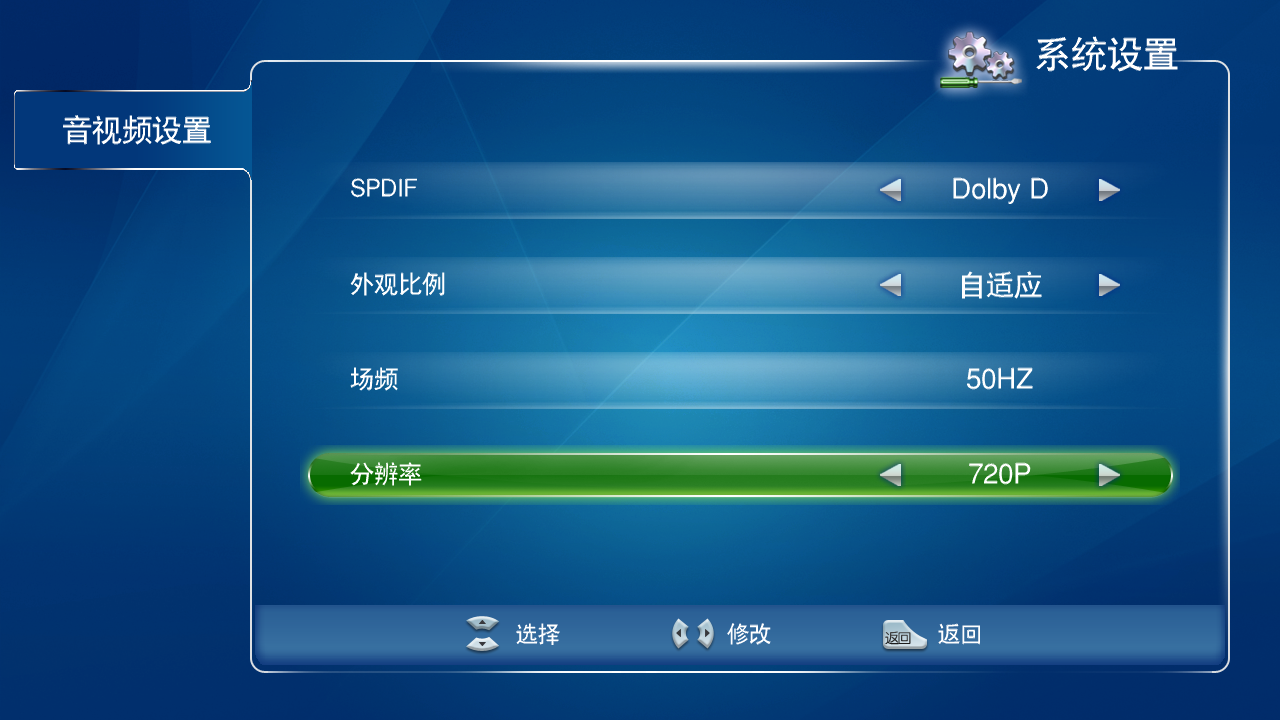 系统设置
音视频设置
SPDIF Dolby D
外观比例 自适应
场频 50HZ
分辨率 720P
选择 修改 返回 返回